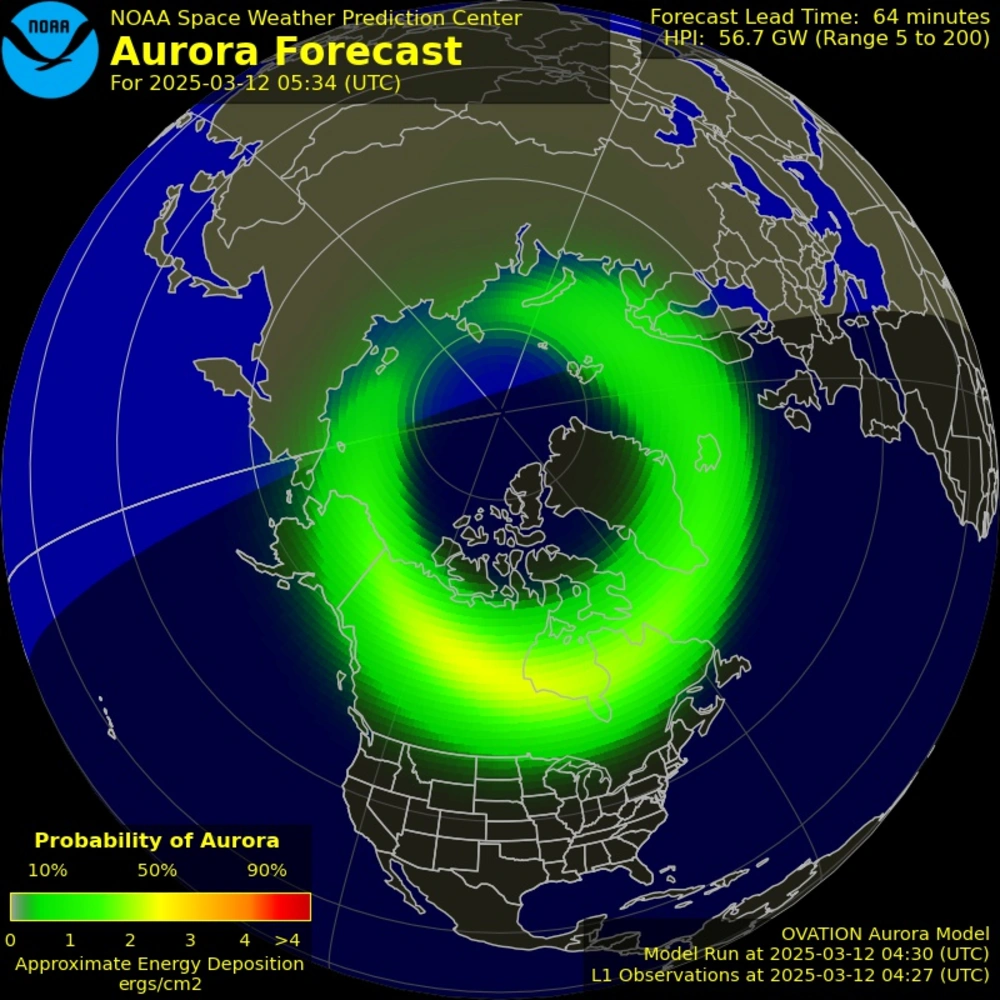 NOAA
NOAA Space Weather Prediction Center
Aurora Forecast
For 2025-03-12 05:34 (UTC)
Forecast Lead Time: 64 minutes
HPI: 56.7 GW (Range 5 to 200)
Probability of Aurora
10% 50% 90%
0 1 2 3 4 >4
Approximate Energy Deposition
ergs/cm2
OVATION Aurora Model
Model Run at 2025-03-12 04:30 (UTC)
L1 Observations at 2025-03-12 04:27 (UTC)